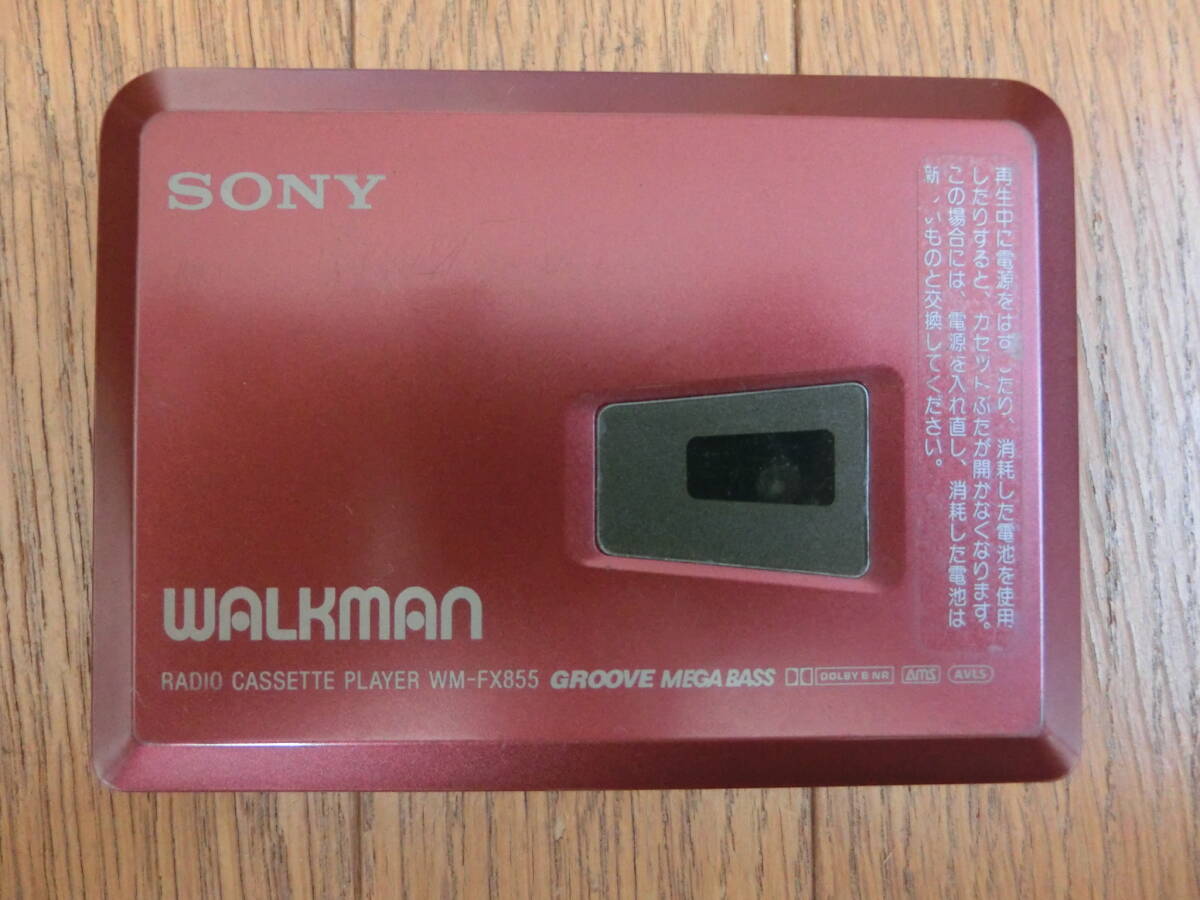 SONY
再生中に電源をはずしたり、消耗した電池を使用
したりすると、カセットぶたが開かなくなります。
この場合には、電源を入れ直し、消耗した電池は
新しいものと交換してください。
WALKMAN
RADIO CASSETTE PLAYER WM-FX855 GROOVE MEGA BASS DOLBY B NR AMS AVLS